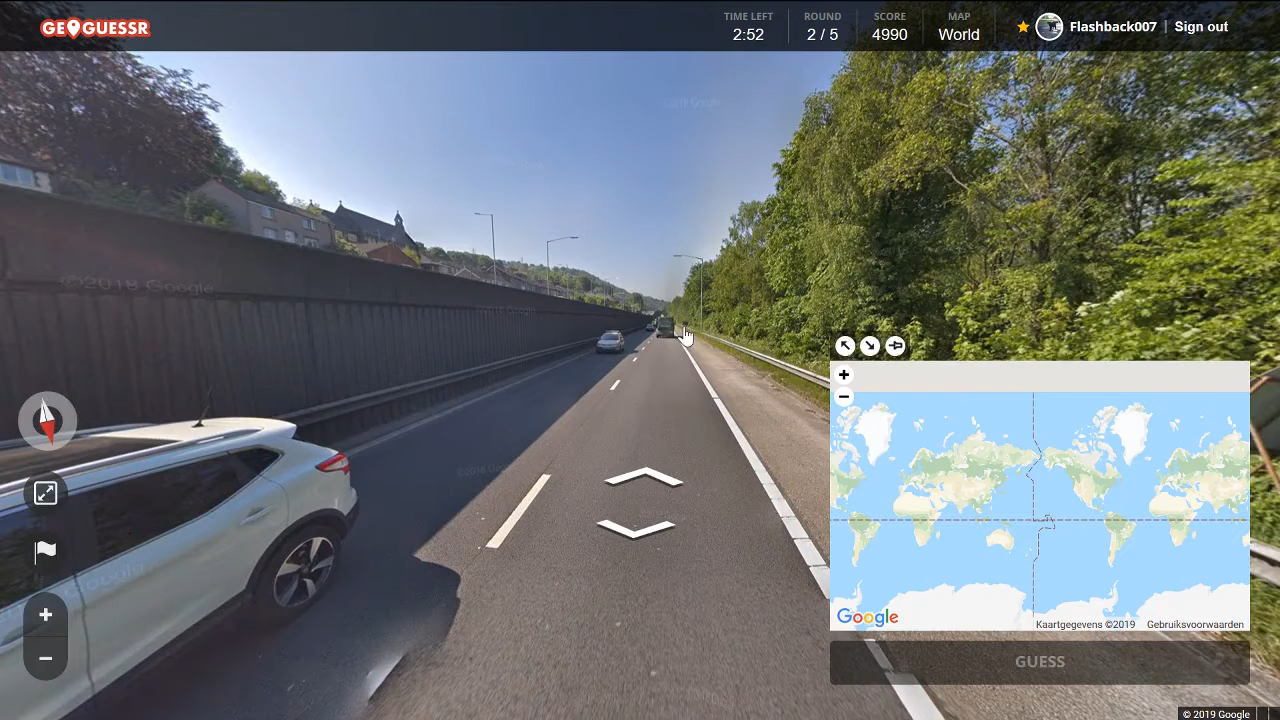 GEOGUESSR
TIME LEFT
2:52
ROUND
2 / 5
SCORE
4990
MAP
World
Flashback007 | Sign out
©2018 Google
Google
Kaartgegevens ©2019 Gebruiksvoorwaarden
GUESS
© 2019 Google